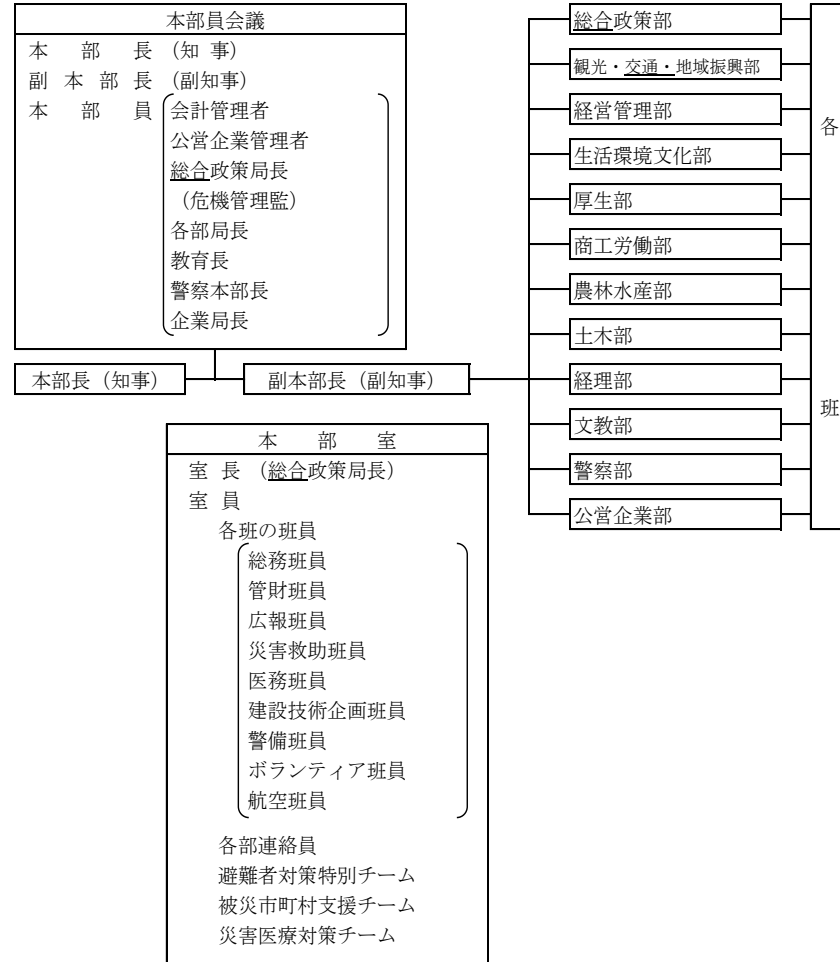 本部員会議
本部長（知事）
副本部長（副知事）
本部員
会計管理者
公営企業管理者
総合政策局長
（危機管理監）
各部局長
教育長
警察本部長
企業局長
本部長（知事）
副本部長（副知事）
本部室
室長（総合政策局長）
室員
各班の班員
総務班員
管財班員
広報班員
災害救助班員
医務班員
建設技術企画班員
警備班員
ボランティア班員
航空班員
各部連絡員
避難者対策特別チーム
被災市町村支援チーム
災害医療対策チーム
総合政策部
観光・交通・地域振興部
経営管理部
生活環境文化部
厚生部
商工労働部
農林水産部
土木部
経理部
文教部
警察部
公営企業部
各
班